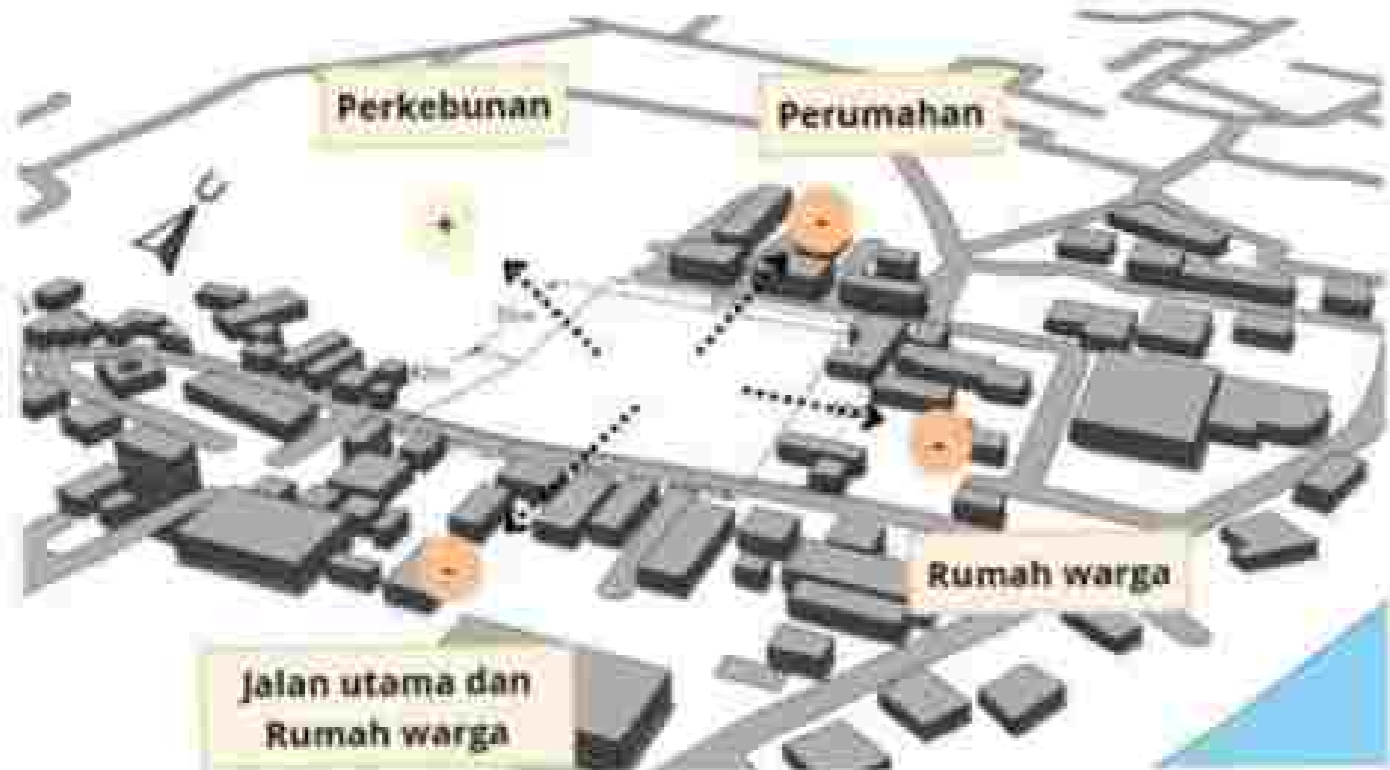 Perkebunan
Perumahan
U
Rumah warga
Jalan utama dan
Rumah warga